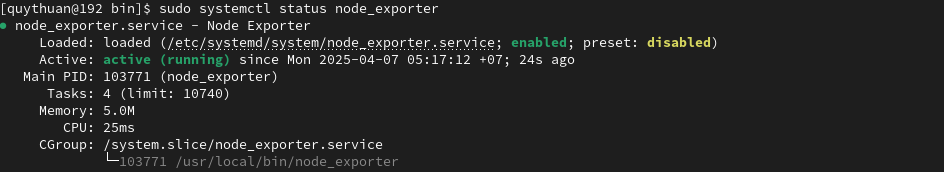 [quythuan@192 bin]$ sudo systemctl status node_exporter
● node_exporter.service - Node Exporter
Loaded: loaded (/etc/systemd/system/node_exporter.service; enabled; preset: disabled)
Active: active (running) since Mon 2025-04-07 05:17:12 +07; 24s ago
Main PID: 103771 (node_exporter)
Tasks: 4 (limit: 10740)
Memory: 5.0M
CPU: 25ms
CGroup: /system.slice/node_exporter.service
└─103771 /usr/local/bin/node_exporter